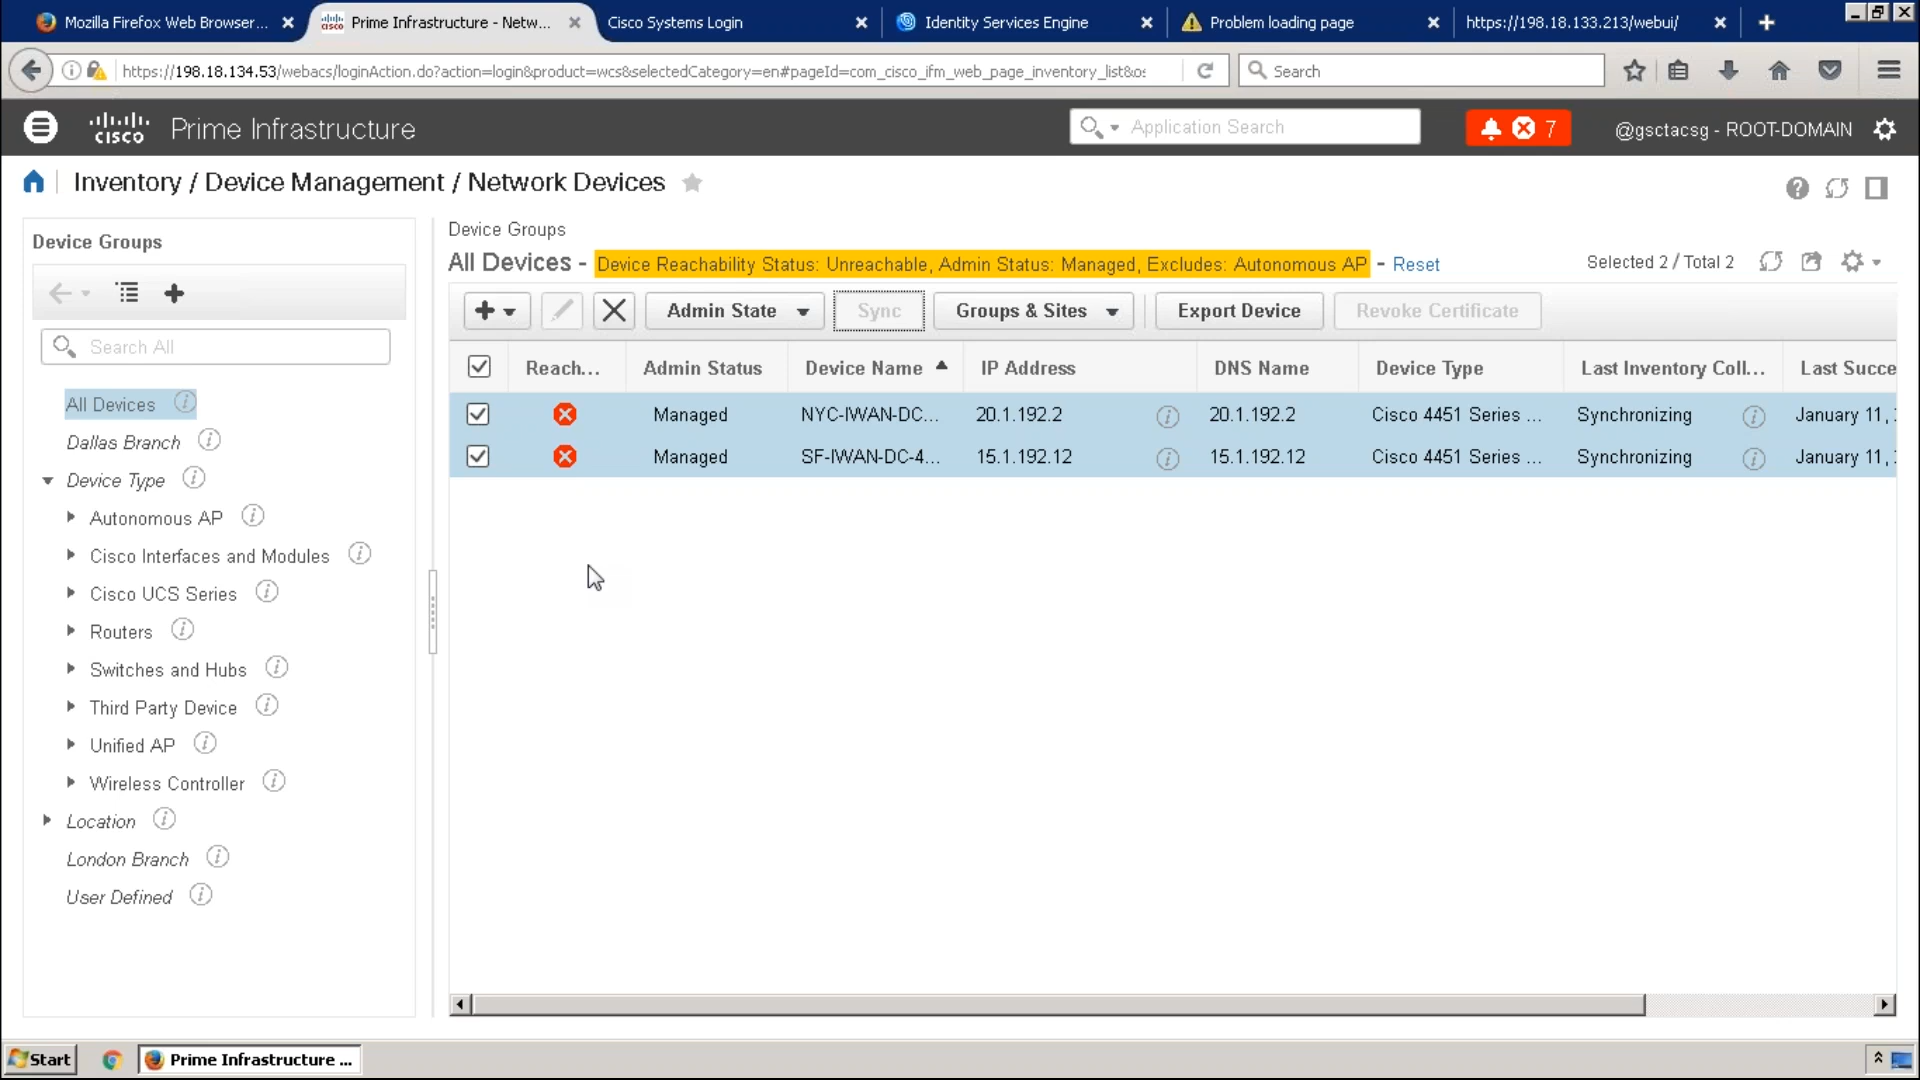 Mozilla Firefox Web Browser...
Prime Infrastructure - Netw...
Cisco Systems Login
Identity Services Engine
Problem loading page
https://198.18.133.213/webui/
https://198.18.134.53/webacs/loginAction.do?action=login&product=wcs&selectedCategory=en#pageId=com_cisco_ifm_web_page_inventory_list&os
Search
cisco Prime Infrastructure
Application Search
7
@gsctacsg - ROOT-DOMAIN
Inventory / Device Management / Network Devices
Device Groups
Search All
All Devices
Dallas Branch
Device Type
Autonomous AP
Cisco Interfaces and Modules
Cisco UCS Series
Routers
Switches and Hubs
Third Party Device
Unified AP
Wireless Controller
Location
London Branch
User Defined
Device Groups
All Devices - Device Reachability Status: Unreachable, Admin Status: Managed, Excludes: Autonomous AP - Reset
Selected 2 / Total 2
Admin State Sync Groups & Sites Export Device Revoke Certificate
Reach... Admin Status Device Name IP Address DNS Name Device Type Last Inventory Coll... Last Succe
Managed NYC-IWAN-DC... 20.1.192.2 20.1.192.2 Cisco 4451 Series ... Synchronizing January 11,
Managed SF-IWAN-DC-4... 15.1.192.12 15.1.192.12 Cisco 4451 Series ... Synchronizing January 11,
Start
Prime Infrastructure ...